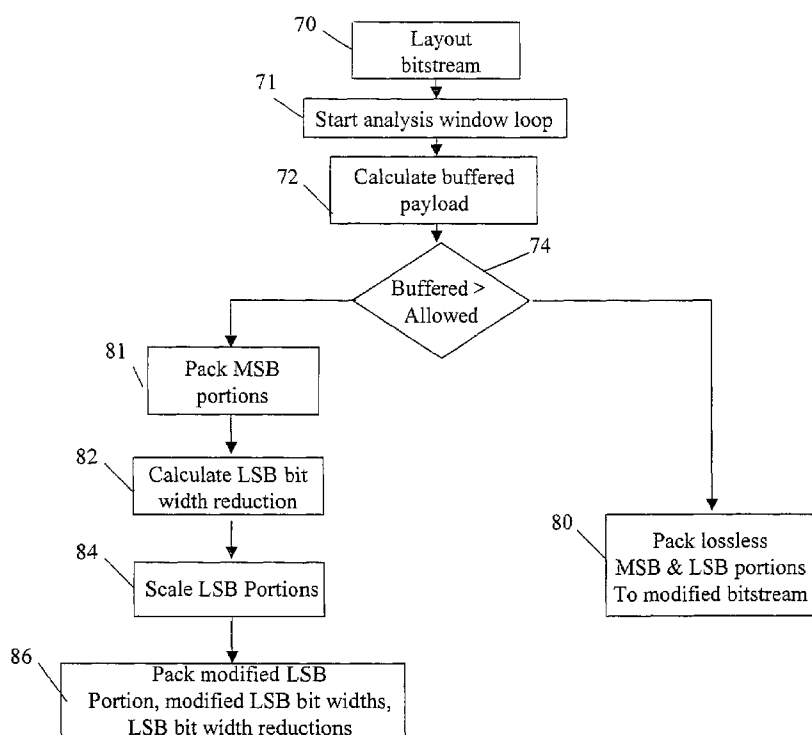 70
Layout
bitstream
71
Start analysis window loop
72
Calculate buffered
payload
74
Buffered >
Allowed
81
Pack MSB
portions
82
Calculate LSB bit
width reduction
80
Pack lossless
MSB & LSB portions
To modified bitstream
84
Scale LSB Portions
86
Pack modified LSB
Portion, modified LSB bit widths,
LSB bit width reductions